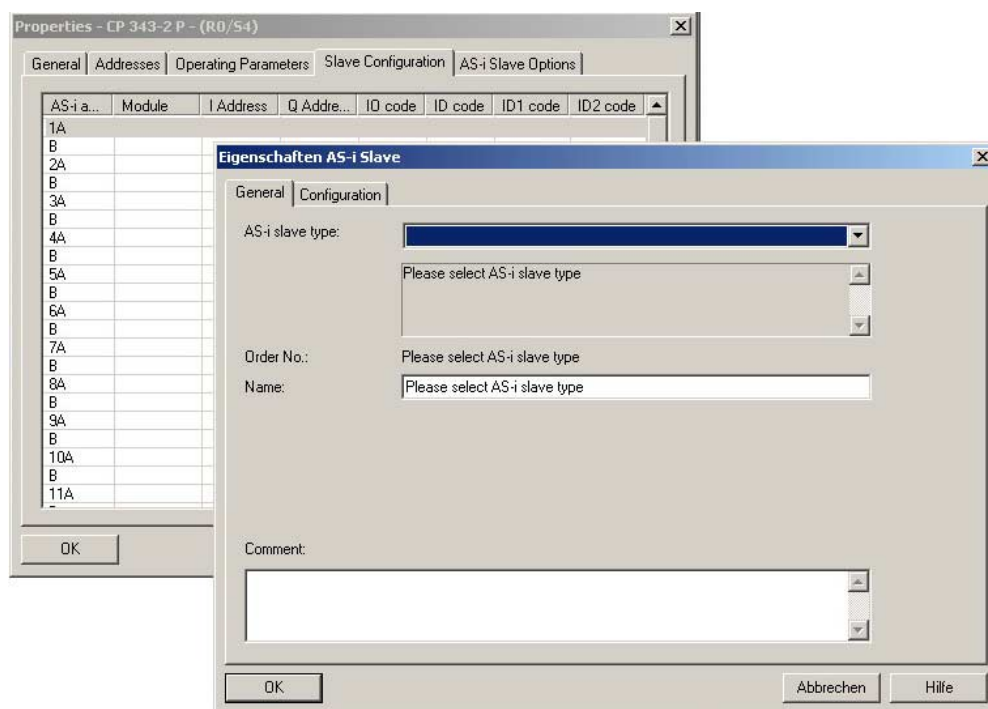 Properties - CP 343-2 P - (R0/S4)
General Addresses Operating Parameters Slave Configuration AS-i Slave Options
AS-i a... Module I Address Q Addre... IO code ID code ID1 code ID2 code
1A
B
2A
B
3A
B
4A
B
5A
B
6A
B
7A
B
8A
B
9A
B
10A
B
11A
OK
Eigenschaften AS-i Slave
General Configuration
AS-i slave type:
Please select AS-i slave type
Order No.: Please select AS-i slave type
Name: Please select AS-i slave type
Comment:
OK Abbrechen Hilfe